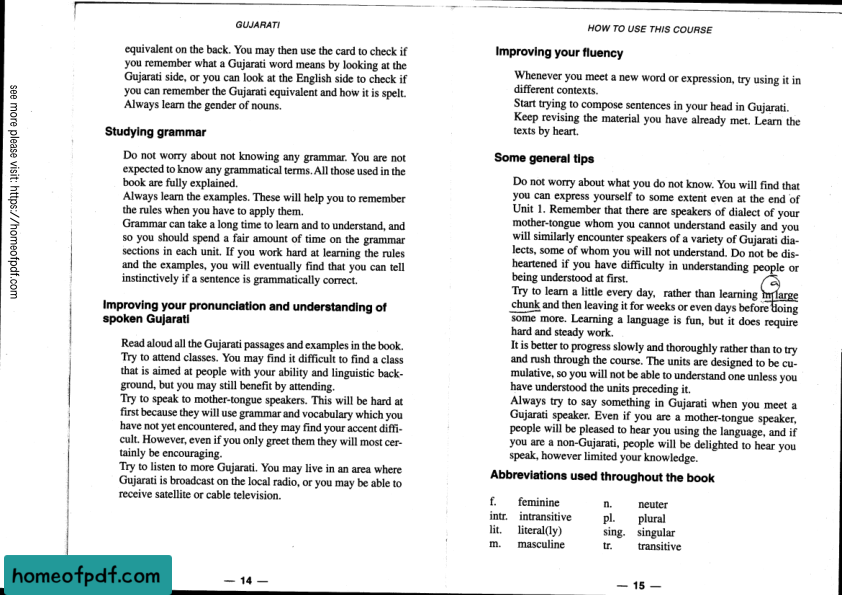 GUJARATI
equivalent on the back. You may then use the card to check if
you remember what a Gujarati word means by looking at the
Gujarati side, or you can look at the English side to check if
you can remember the Gujarati equivalent and how it is spelt.
Always learn the gender of nouns.
Studying grammar
Do not worry about not knowing any grammar. You are not
expected to know any grammatical terms. All those used in the
book are fully explained.
Always learn the examples. These will help you to remember
the rules when you have to apply them.
Grammar can take a long time to learn and to understand, and
so you should spend a fair amount of time on the grammar
sections in each unit. If you work hard at learning the rules
and the examples, you will eventually find that you can tell
instinctively if a sentence is grammatically correct.
Improving your pronunciation and understanding of
spoken Gujarati
Read aloud all the Gujarati passages and examples in the book.
Try to attend classes. You may find it difficult to find a class
that is aimed at people with your ability and linguistic back-
ground, but you may still benefit by attending.
Try to speak to mother-tongue speakers. This will be hard at
first because they will use grammar and vocabulary which you
have not yet encountered, and they may find your accent diffi-
cult. However, even if you only greet them they will most cer-
tainly be encouraging.
Try to listen to more Gujarati. You may live in an area where
Gujarati is broadcast on the local radio, or you may be able to
receive satellite or cable television.
— 14 —
HOW TO USE THIS COURSE
Improving your fluency
Whenever you meet a new word or expression, try using it in
different contexts.
Start trying to compose sentences in your head in Gujarati.
Keep revising the material you have already met. Learn the
texts by heart.
Some general tips
Do not worry about what you do not know. You will find that
you can express yourself to some extent even at the end of
Unit 1. Remember that there are speakers of dialect of your
mother-tongue whom you cannot understand easily and you
will similarly encounter speakers of a variety of Gujarati dia-
lects, some of whom you will not understand. Do not be dis-
heartened if you have difficulty in understanding people or
being understood at first.
Try to learn a little every day, rather than learning in large
chunk and then leaving it for weeks or even days before doing
some more. Learning a language is fun, but it does require
hard and steady work.
It is better to progress slowly and thoroughly rather than to try
and rush through the course. The units are designed to be cu-
mulative, so you will not be able to understand one unless you
have understood the units preceding it.
Always try to say something in Gujarati when you meet a
Gujarati speaker. Even if you are a mother-tongue speaker,
people will be pleased to hear you using the language, and if
you are a non-Gujarati, people will be delighted to hear you
speak, however limited your knowledge.
Abbreviations used throughout the book
f. feminine n. neuter
intr. intransitive pl. plural
lit. literal(ly) sing. singular
m. masculine tr. transitive
— 15 —
see more please visit: https://homeofpdf.com
homeofpdf.com